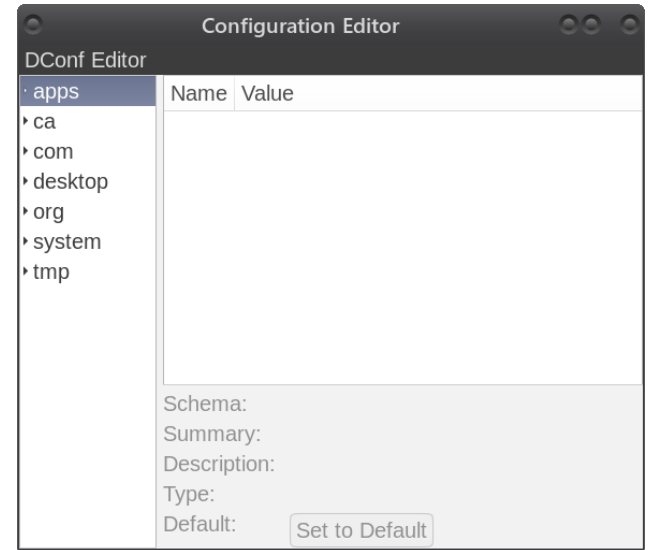 Configuration Editor
DConf Editor
apps
ca
com
desktop
org
system
tmp
Name Value
Schema:
Summary:
Description:
Type:
Default: Set to Default